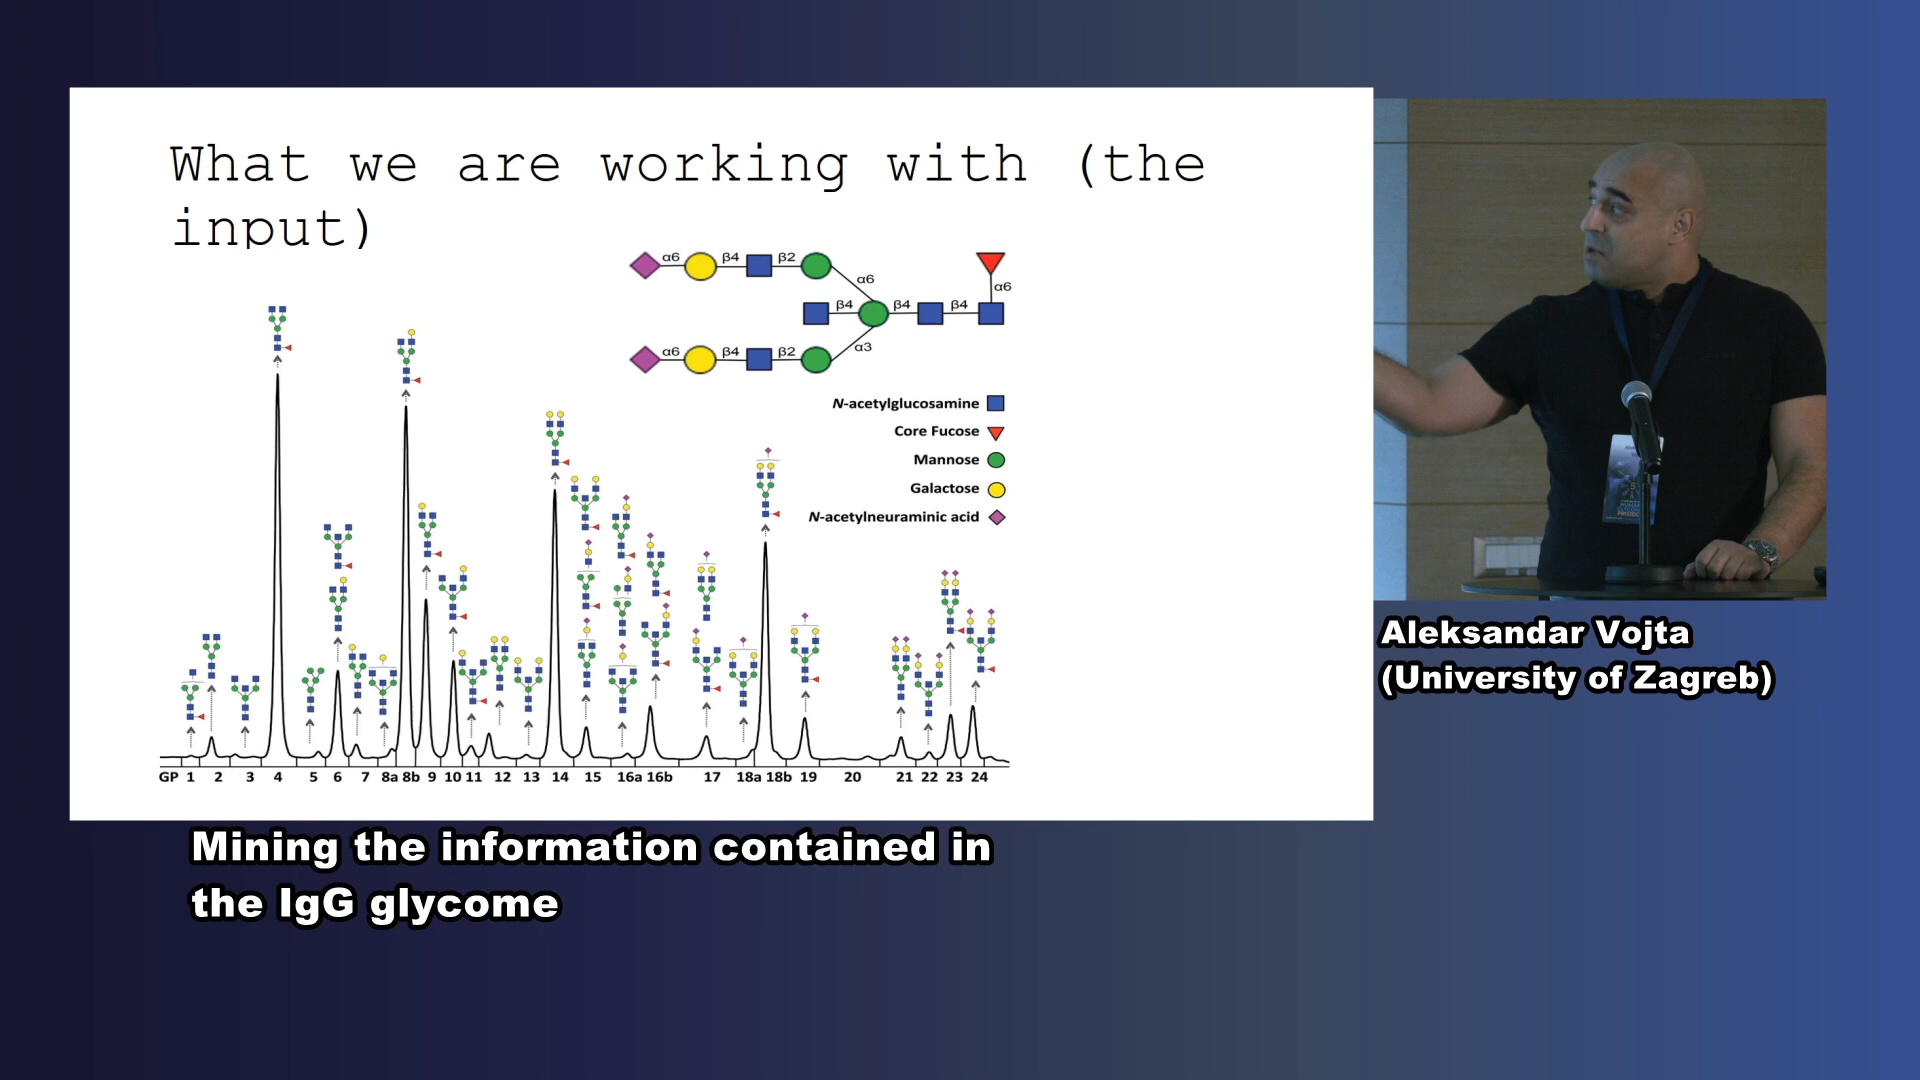 What we are working with (the
input)
α6 β4 β2
α6
α6
β4 β4 β4
α6 β4 β2
α3
N-acetylglucosamine
Core Fucose
Mannose
Galactose
N-acetylneuraminic acid
GP 1 2 3 4 5 6 7 8a 8b 9 10 11 12 13 14 15 16a 16b 17 18a 18b 19 20 21 22 23 24
Aleksandar Vojta
(University of Zagreb)
Mining the information contained in
the IgG glycome